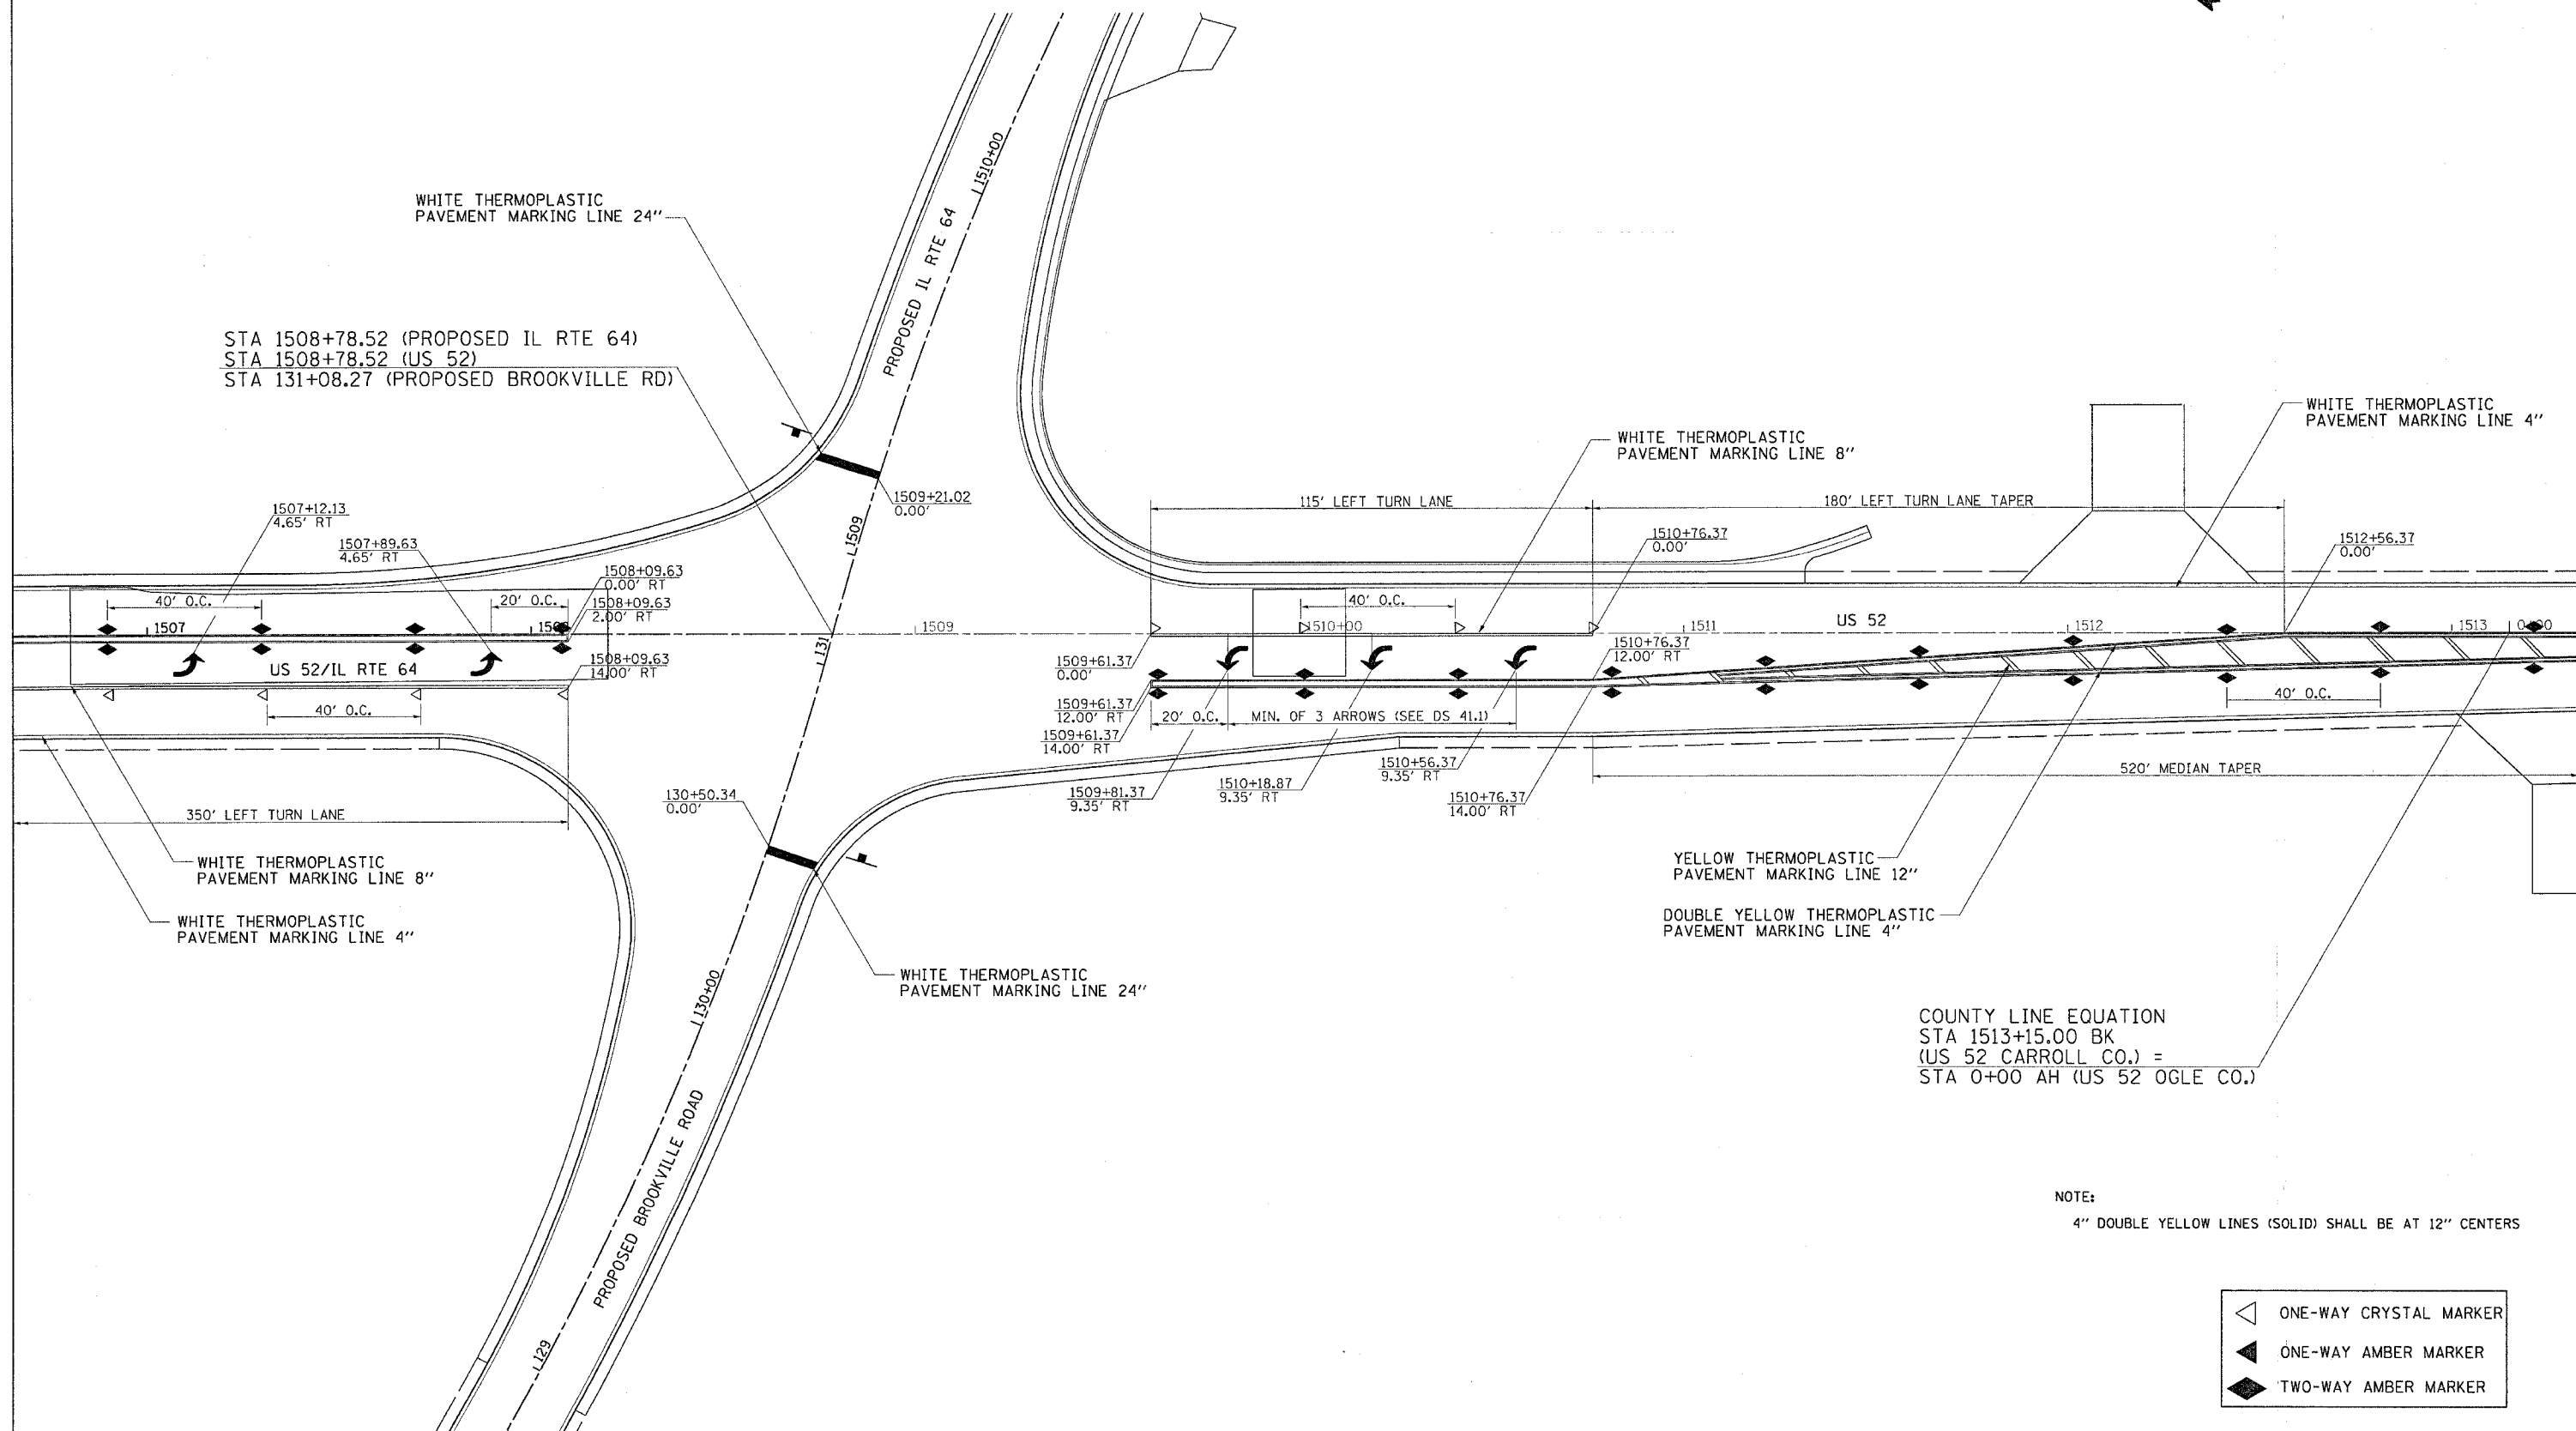 WHITE THERMOPLASTIC
PAVEMENT MARKING LINE 24"
1510+00
PROPOSED IL RTE 64
STA 1508+78.52 (PROPOSED IL RTE 64)
STA 1508+78.52 (US 52)
STA 131+08.27 (PROPOSED BROOKVILLE RD)
WHITE THERMOPLASTIC
PAVEMENT MARKING LINE 4"
WHITE THERMOPLASTIC
PAVEMENT MARKING LINE 8"
1509+21.02
0.00'
115' LEFT TURN LANE
180' LEFT TURN LANE TAPER
1507+12.13
4.65' RT
1507+89.63
4.65' RT
1509
1510+76.37
0.00'
1512+56.37
0.00'
1508+09.63
0.00' RT
1508+09.63
2.00' RT
40' O.C.
20' O.C.
40' O.C.
1507
1508
1509
1510+00
1511
US 52
1512
1513
0+00
131
US 52/IL RTE 64
1508+09.63
14.00' RT
1509+61.37
0.00'
1510+76.37
12.00' RT
40' O.C.
1509+61.37
12.00' RT
20' O.C.
MIN. OF 3 ARROWS (SEE DS 41.1)
40' O.C.
1509+61.37
14.00' RT
1510+56.37
9.35' RT
520' MEDIAN TAPER
1509+81.37
9.35' RT
1510+18.87
9.35' RT
1510+76.37
14.00' RT
130+50.34
0.00'
350' LEFT TURN LANE
WHITE THERMOPLASTIC
PAVEMENT MARKING LINE 8"
YELLOW THERMOPLASTIC
PAVEMENT MARKING LINE 12"
WHITE THERMOPLASTIC
PAVEMENT MARKING LINE 4"
DOUBLE YELLOW THERMOPLASTIC
PAVEMENT MARKING LINE 4"
WHITE THERMOPLASTIC
PAVEMENT MARKING LINE 24"
130+00
COUNTY LINE EQUATION
STA 1513+15.00 BK
(US 52 CARROLL CO.) =
STA 0+00 AH (US 52 OGLE CO.)
PROPOSED BROOKVILLE ROAD
129
NOTE:
4" DOUBLE YELLOW LINES (SOLID) SHALL BE AT 12" CENTERS
ONE-WAY CRYSTAL MARKER
ONE-WAY AMBER MARKER
TWO-WAY AMBER MARKER